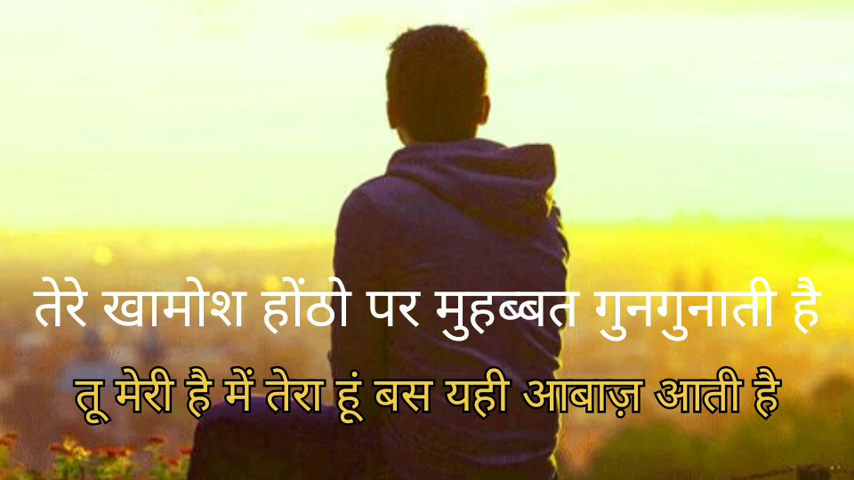 तेरे खामोश होंठो पर मुहब्बत गुनगुनाती है
तू मेरी है में तेरा हूं बस यही आबाज़ आती है